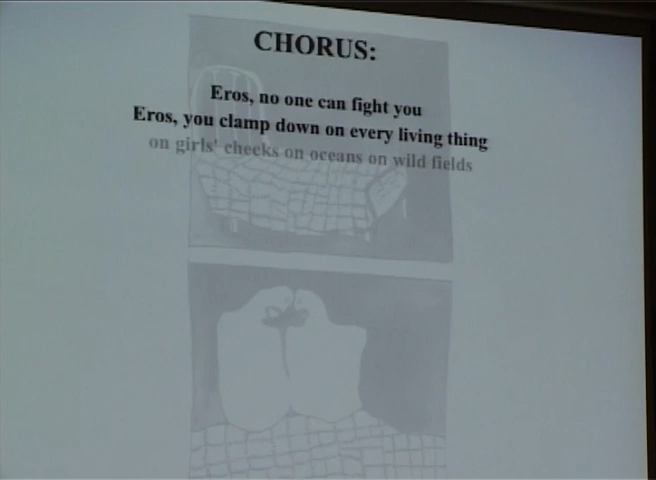 CHORUS:
Eros, no one can fight you
Eros, you clamp down on every living thing
on girls' checks on oceans on wild fields